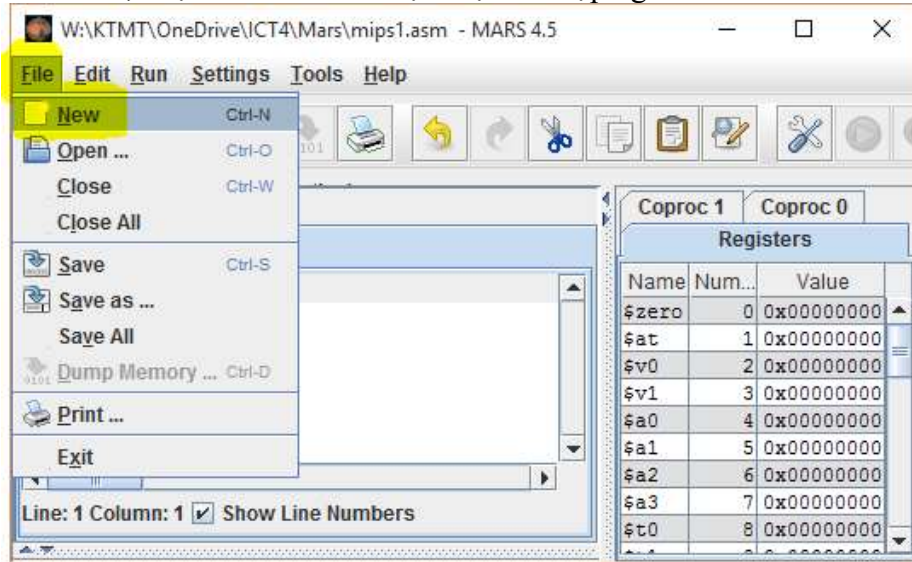 W:\KTMT\OneDrive\ICT4\Mars\mips1.asm - MARS 4.5
File Edit Run Settings Tools Help
New Ctrl-N
Open ... Ctrl-O
Close Ctrl-W
Close All
Save Ctrl-S
Save as ...
Save All
Dump Memory ... Ctrl-D
Print ...
Exit
Line: 1 Column: 1 Show Line Numbers
Coproc 1 Coproc 0
Registers
Name Num... Value
$zero 0 0x00000000
$at 1 0x00000000
$v0 2 0x00000000
$v1 3 0x00000000
$a0 4 0x00000000
$a1 5 0x00000000
$a2 6 0x00000000
$a3 7 0x00000000
$t0 8 0x00000000